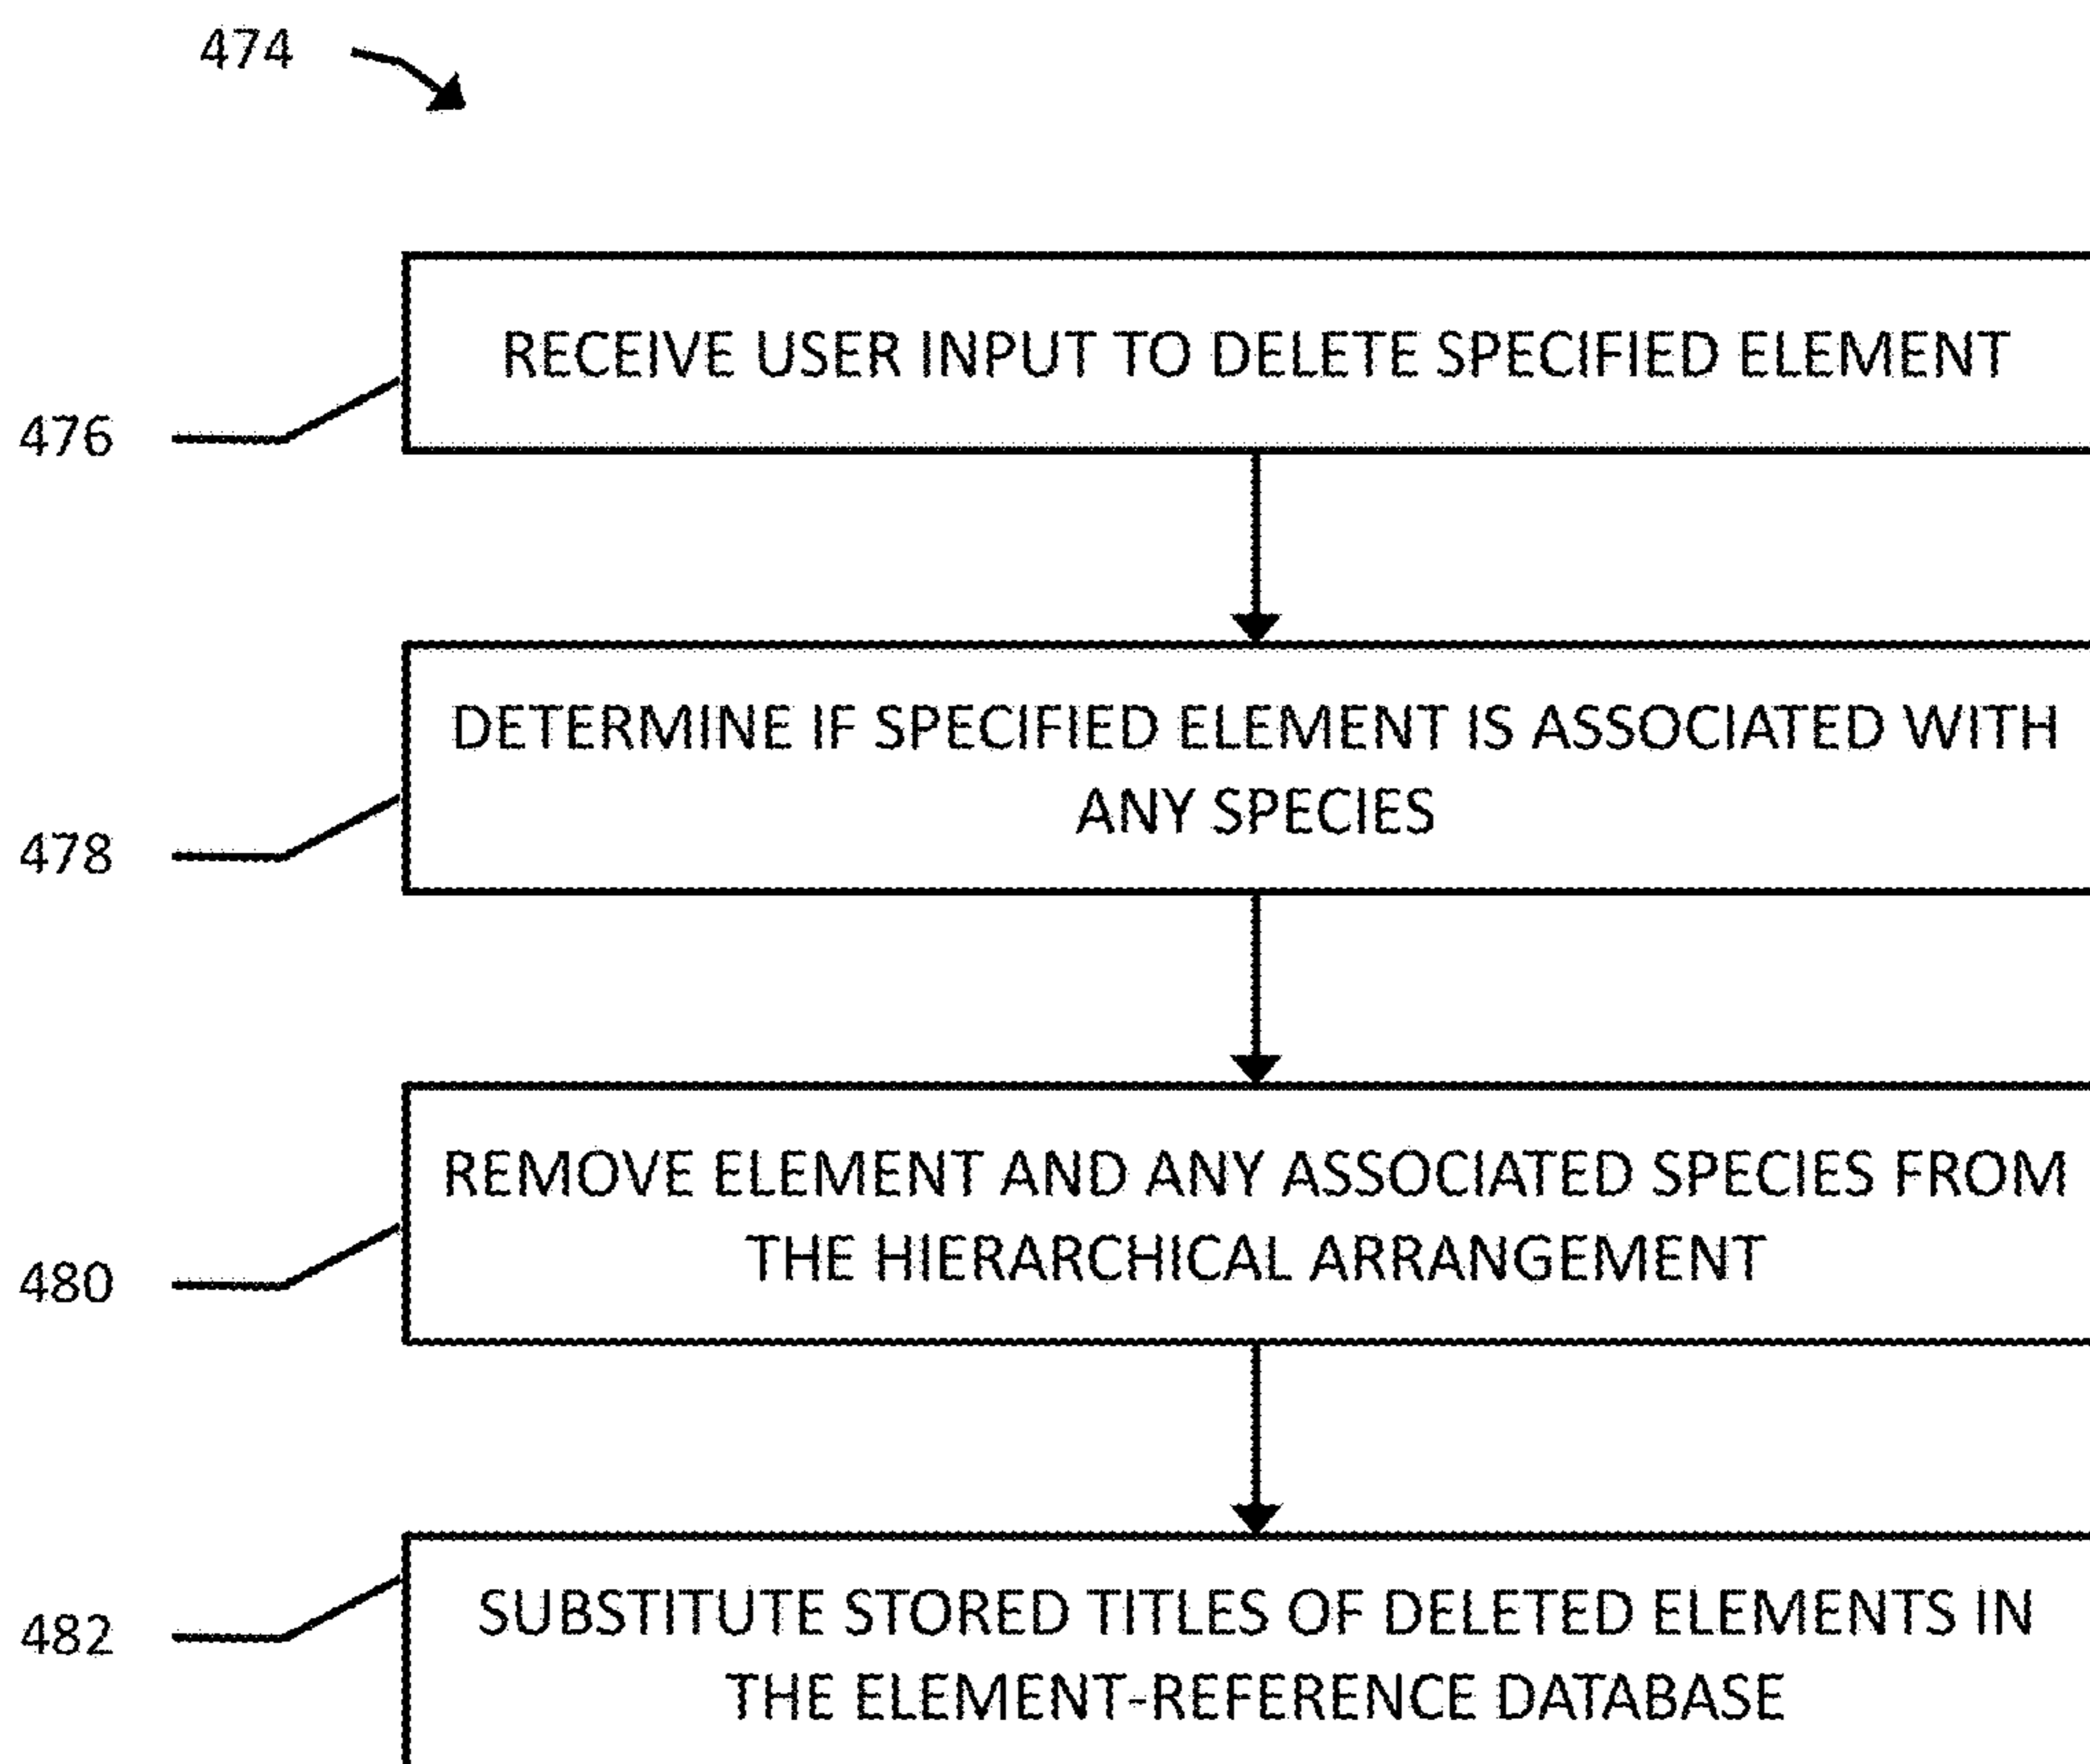 474
RECEIVE USER INPUT TO DELETE SPECIFIED ELEMENT
476
DETERMINE IF SPECIFIED ELEMENT IS ASSOCIATED WITH
ANY SPECIES
478
REMOVE ELEMENT AND ANY ASSOCIATED SPECIES FROM
THE HIERARCHICAL ARRANGEMENT
480
SUBSTITUTE STORED TITLES OF DELETED ELEMENTS IN
THE ELEMENT-REFERENCE DATABASE
482